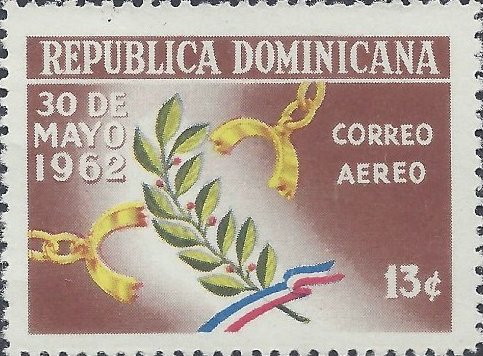 REPUBLICA DOMINICANA
30 DE
MAYO
1962
CORREO
AEREO
13¢